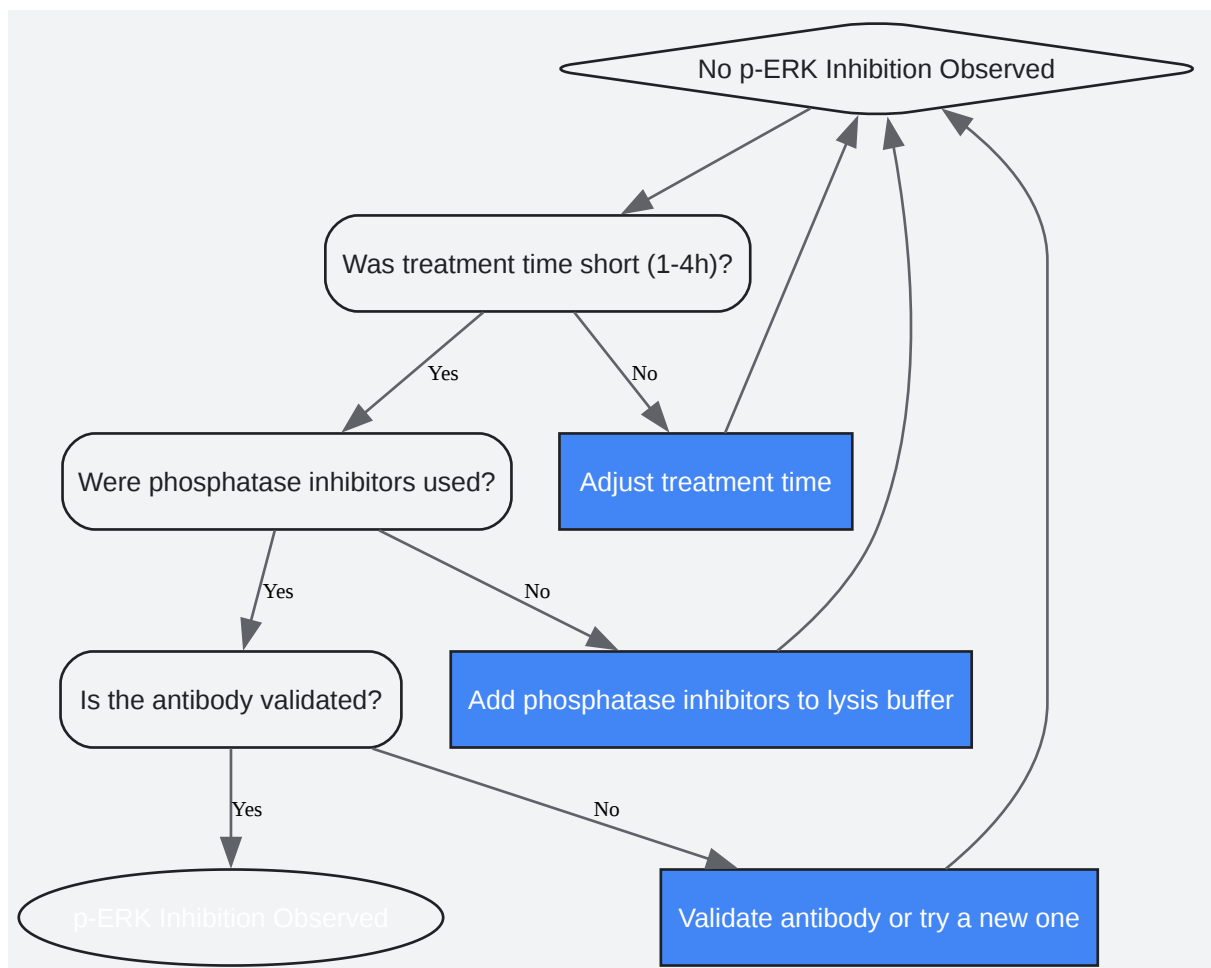 No p-ERK Inhibition Observed
Was treatment time short (1-4h)?
Yes
No
Were phosphatase inhibitors used?
Adjust treatment time
Yes
No
Is the antibody validated?
Add phosphatase inhibitors to lysis buffer
Yes
No
p-ERK Inhibition Observed
Validate antibody or try a new one